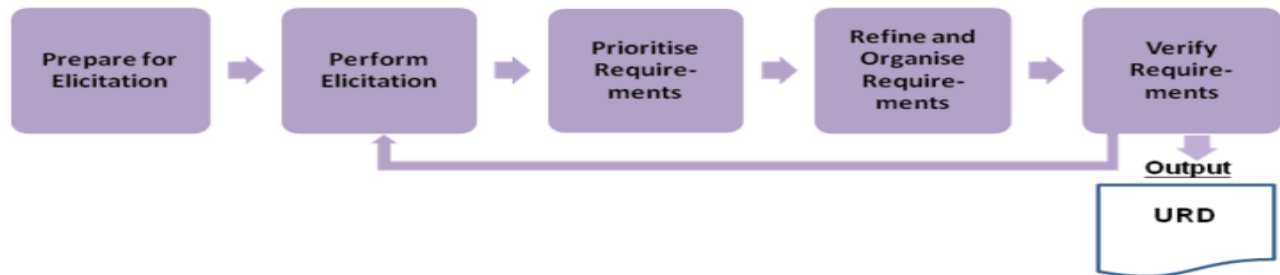 Prepare for
Elicitation
Perform
Elicitation
Prioritise
Require-
ments
Refine and
Organise
Require-
ments
Verify
Require-
ments
Output
URD